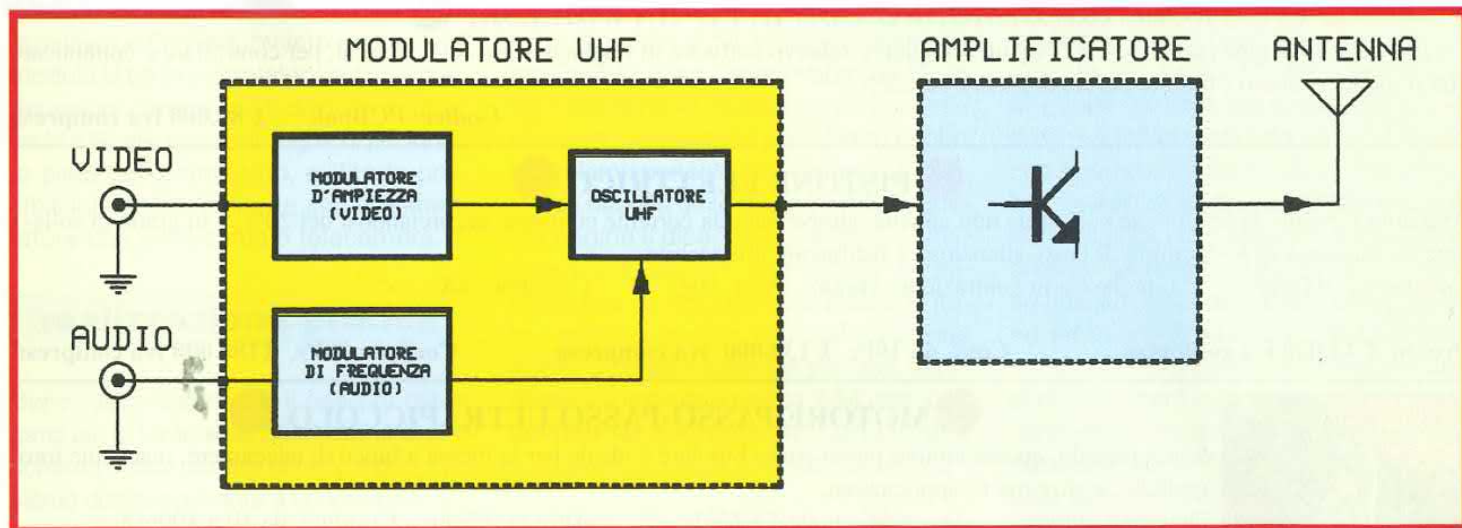 MODULATORE UHF
AMPLIFICATORE
ANTENNA
VIDEO
MODULATORE
D'AMPIEZZA
(VIDEO)
OSCILLATORE
UHF
AUDIO
MODULATORE
DI FREQUENZA
(AUDIO)